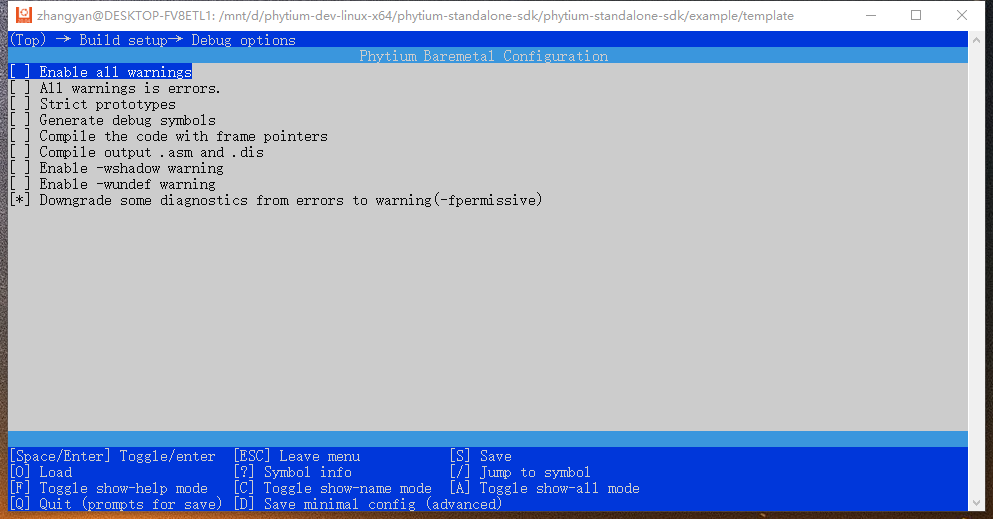 zhangyan@DESKTOP-FV8ETL1: /mnt/d/phytium-dev-linux-x64/phytium-standalone-sdk/phytium-standalone-sdk/example/template
(Top) → Build setup→ Debug options
Phytium Baremetal Configuration
[ ] Enable all warnings
[ ] All warnings is errors.
[ ] Strict prototypes
[ ] Generate debug symbols
[ ] Compile the code with frame pointers
[ ] Compile output .asm and .dis
[ ] Enable -wshadow warning
[ ] Enable -wundef warning
[*] Downgrade some diagnostics from errors to warning(-fpermissive)
[Space/Enter] Toggle/enter [ESC] Leave menu [S] Save
[O] Load [?] Symbol info [/] Jump to symbol
[F] Toggle show-help mode [C] Toggle show-name mode [A] Toggle show-all mode
[Q] Quit (prompts for save) [D] Save minimal config (advanced)